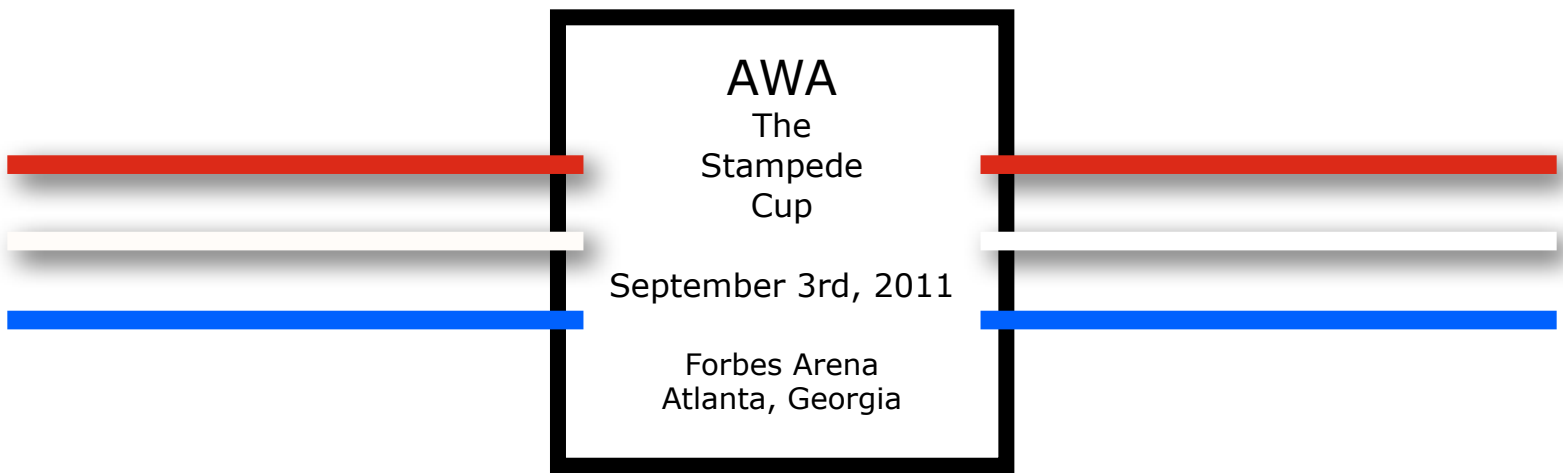 AWA
The
Stampede
Cup
September 3rd, 2011
Forbes Arena
Atlanta, Georgia